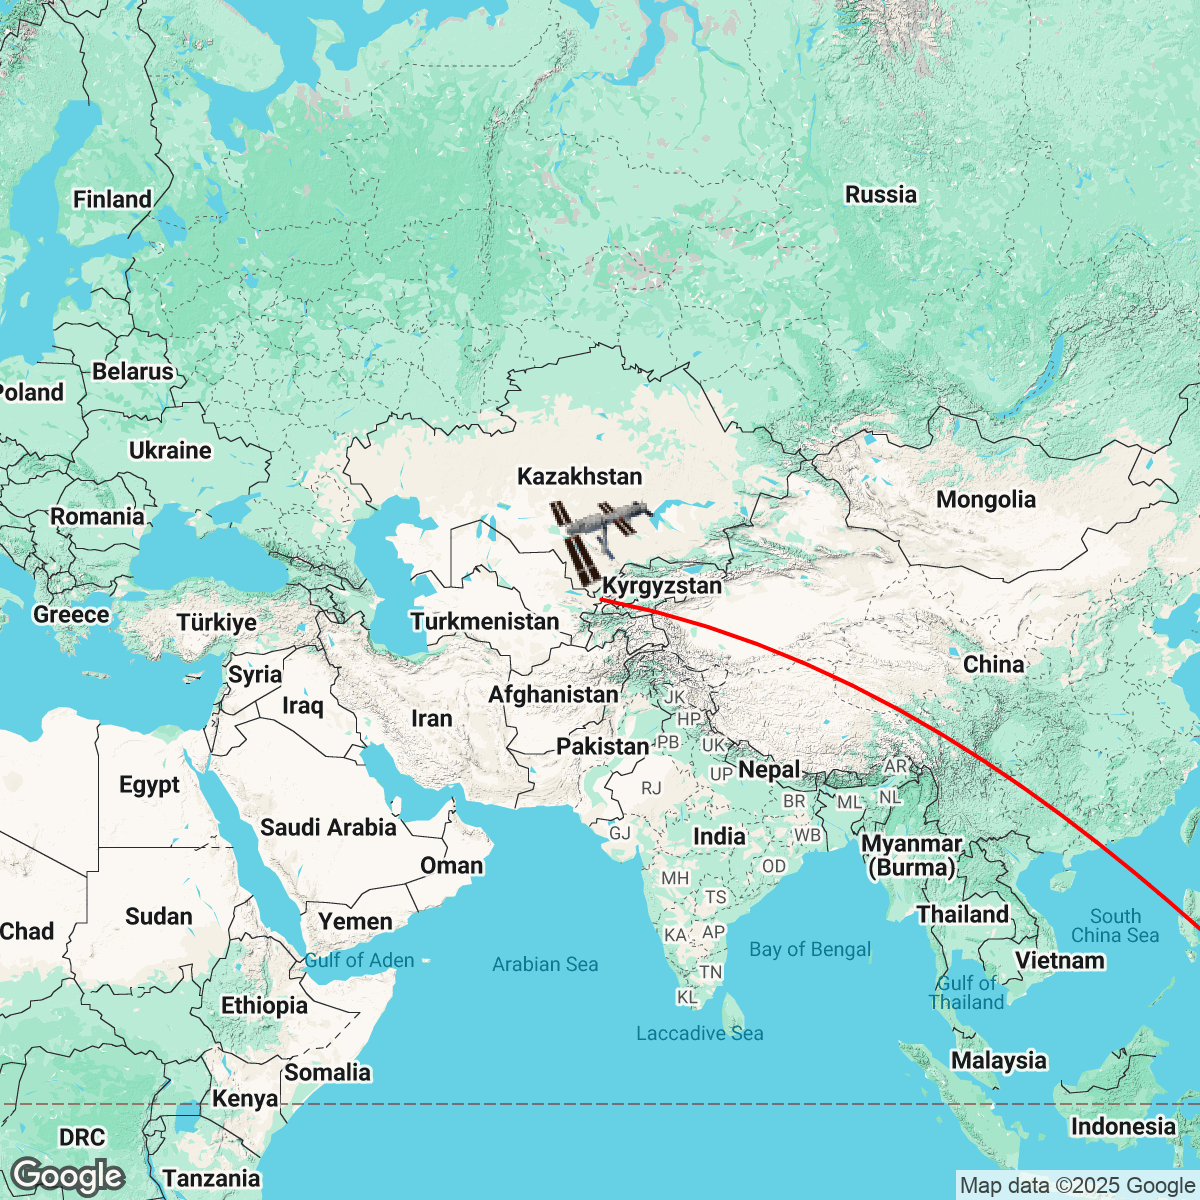 Finland
Russia
Belarus
Poland
Ukraine
Kazakhstan
Mongolia
Romania
Kyrgyzstan
Greece
Türkiye
Turkmenistan
China
Syria
Afghanistan
JK
Iraq
Iran
HP
Pakistan
PB
UK
Nepal
AR
UP
Egypt
RJ
BR
ML
NL
Saudi Arabia
GJ
India
WB
Myanmar
(Burma)
Oman
OD
MH
TS
Sudan
Yemen
Thailand
South
China Sea
Chad
KA
AP
Bay of Bengal
Gulf of Aden
Arabian Sea
TN
Vietnam
Gulf of
Thailand
KL
Ethiopia
Laccadive Sea
Malaysia
Somalia
Kenya
Indonesia
DRC
Tanzania
Google
Map data ©2025 Google